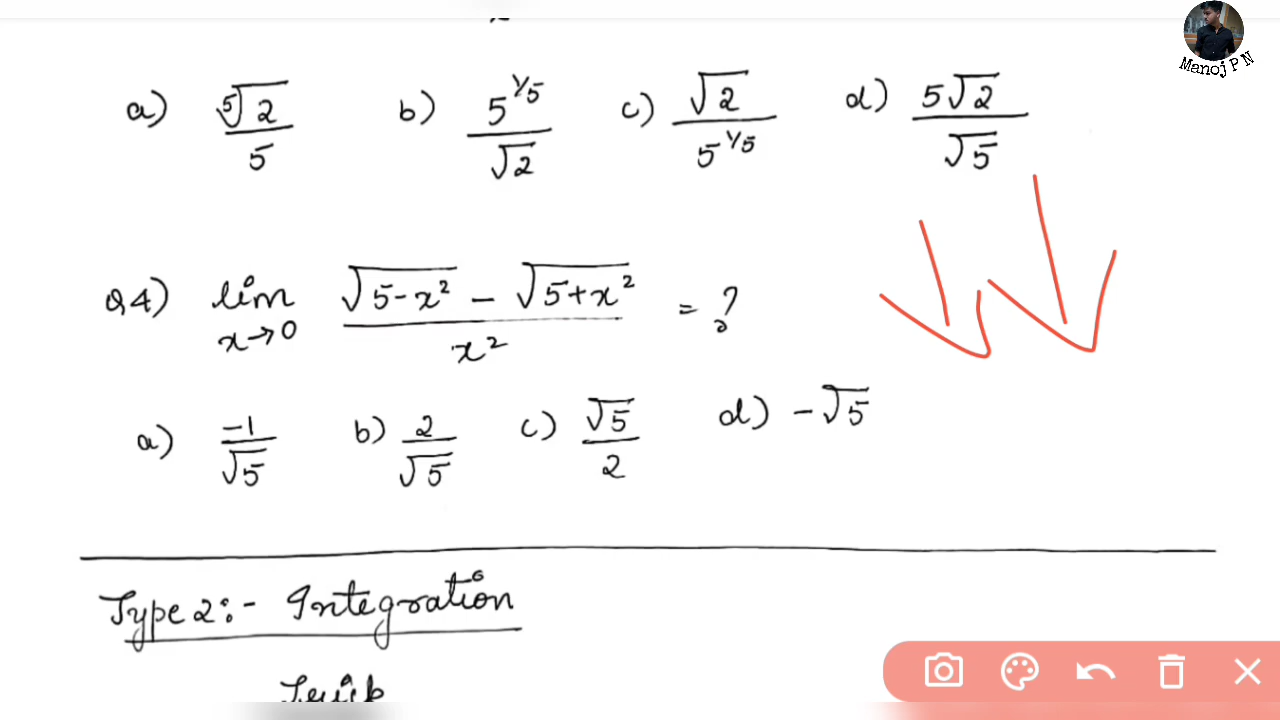 Manoj P N
a) ⁵√2 / 5 b) 5^1/5 / √2 c) √2 / 5^1/5 d) 5√2 / √5
Q4) lim x→0 (√5-x² - √5+x²) / x² = ?
a) -1/√5 b) 2/√5 c) √5/2 d) -√5
Type 2:- Integration